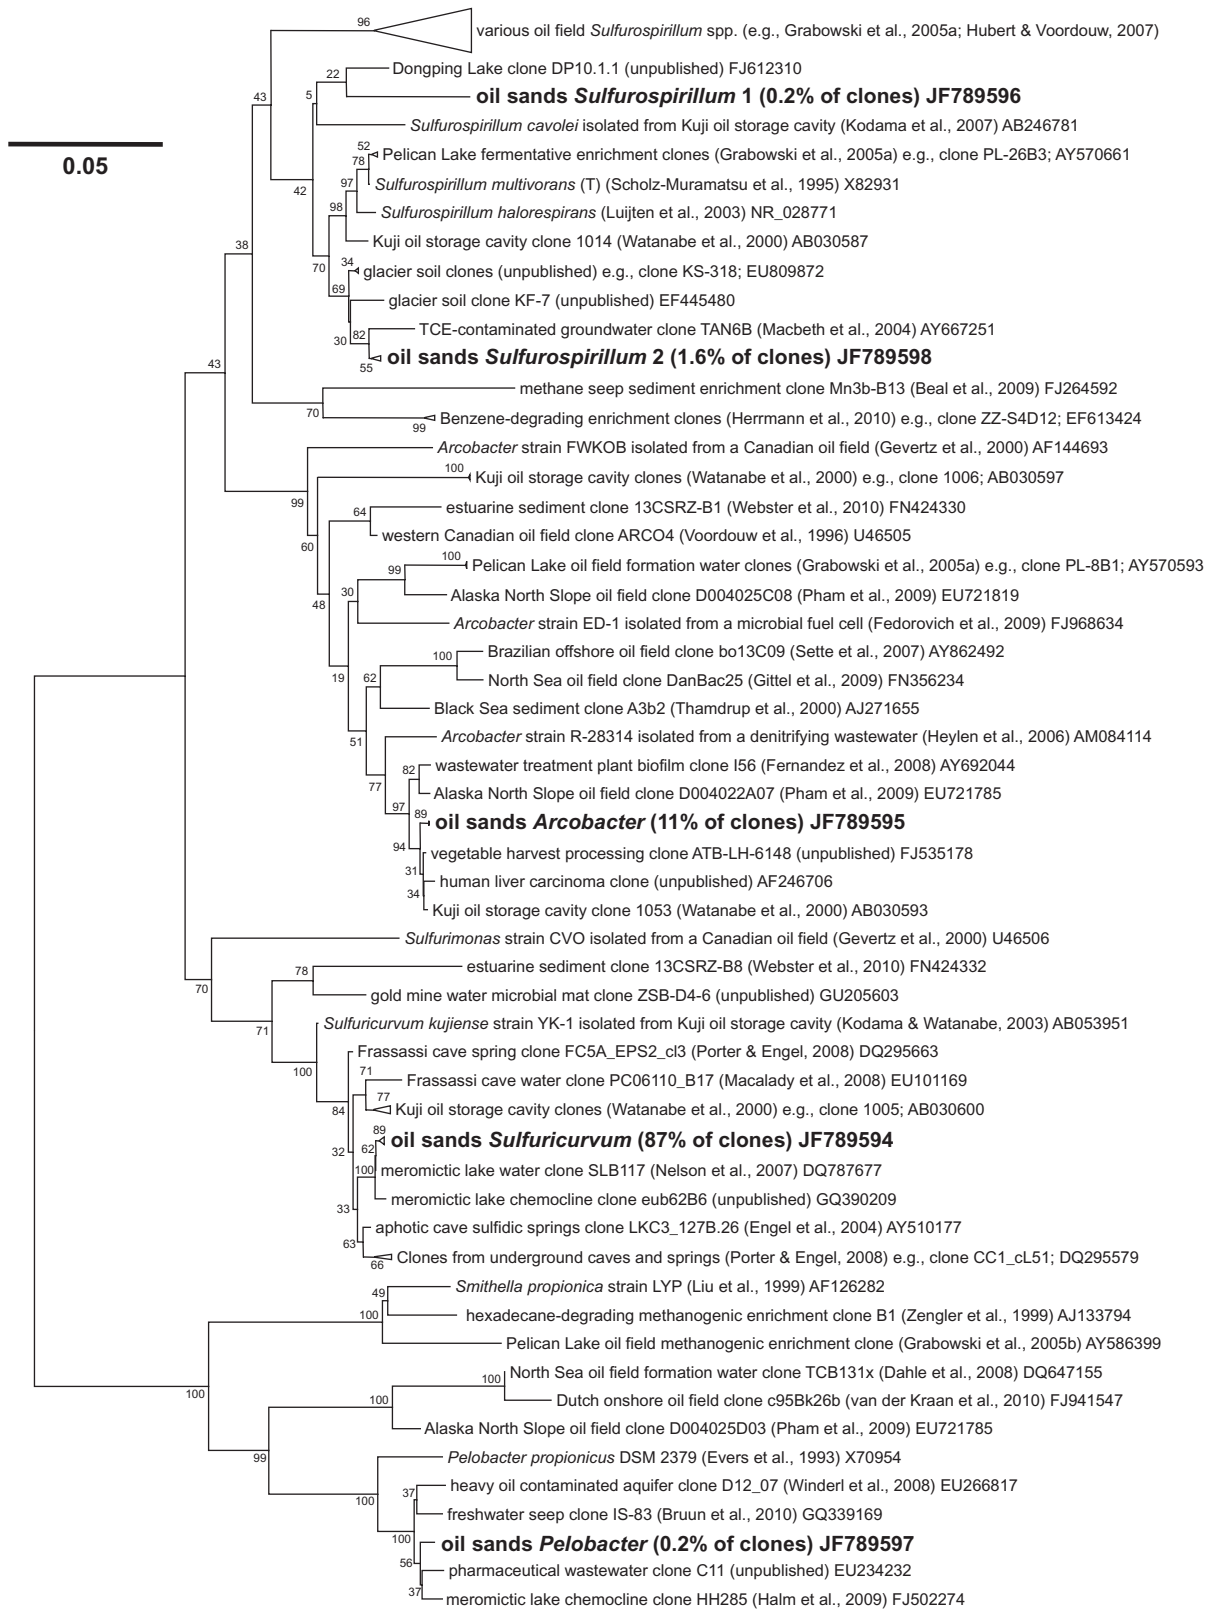 96
various oil field Sulfurospirillum spp. (e.g., Grabowski et al., 2005a; Hubert & Voordouw, 2007)
22
Dongping Lake clone DP10.1.1 (unpublished) FJ612310
43
5
oil sands Sulfurospirillum 1 (0.2% of clones) JF789596
Sulfurospirillum cavolei isolated from Kuji oil storage cavity (Kodama et al., 2007) AB246781
0.05
52
Pelican Lake fermentative enrichment clones (Grabowski et al., 2005a) e.g., clone PL-26B3; AY570661
78
97
Sulfurospirillum multivorans (T) (Scholz-Muramatsu et al., 1995) X82931
42
98
Sulfurospirillum halorespirans (Luijten et al., 2003) NR_028771
38
Kuji oil storage cavity clone 1014 (Watanabe et al., 2000) AB030587
70
34
glacier soil clones (unpublished) e.g., clone KS-318; EU809872
69
glacier soil clone KF-7 (unpublished) EF445480
TCE-contaminated groundwater clone TAN6B (Macbeth et al., 2004) AY667251
30
82
oil sands Sulfurospirillum 2 (1.6% of clones) JF789598
43
55
methane seep sediment enrichment clone Mn3b-B13 (Beal et al., 2009) FJ264592
70
Benzene-degrading enrichment clones (Herrmann et al., 2010) e.g., clone ZZ-S4D12; EF613424
99
Arcobacter strain FWKOB isolated from a Canadian oil field (Gevertz et al., 2000) AF144693
100
Kuji oil storage cavity clones (Watanabe et al., 2000) e.g., clone 1006; AB030597
99
64
estuarine sediment clone 13CSRZ-B1 (Webster et al., 2010) FN424330
western Canadian oil field clone ARCO4 (Voordouw et al., 1996) U46505
60
100
Pelican Lake oil field formation water clones (Grabowski et al., 2005a) e.g., clone PL-8B1; AY570593
99
30
Alaska North Slope oil field clone D004025C08 (Pham et al., 2009) EU721819
48
Arcobacter strain ED-1 isolated from a microbial fuel cell (Fedorovich et al., 2009) FJ968634
100
Brazilian offshore oil field clone bo13C09 (Sette et al., 2007) AY862492
19
62
North Sea oil field clone DanBac25 (Gittel et al., 2009) FN356234
Black Sea sediment clone A3b2 (Thamdrup et al., 2000) AJ271655
51
Arcobacter strain R-28314 isolated from a denitrifying wastewater (Heylen et al., 2006) AM084114
82
wastewater treatment plant biofilm clone I56 (Fernandez et al., 2008) AY692044
77
Alaska North Slope oil field clone D004022A07 (Pham et al., 2009) EU721785
97
89
oil sands Arcobacter (11% of clones) JF789595
94
vegetable harvest processing clone ATB-LH-6148 (unpublished) FJ535178
31
human liver carcinoma clone (unpublished) AF246706
34
Kuji oil storage cavity clone 1053 (Watanabe et al., 2000) AB030593
Sulfurimonas strain CVO isolated from a Canadian oil field (Gevertz et al., 2000) U46506
78
estuarine sediment clone 13CSRZ-B8 (Webster et al., 2010) FN424332
70
gold mine water microbial mat clone ZSB-D4-6 (unpublished) GU205603
71
Sulfuricurvum kujiense strain YK-1 isolated from Kuji oil storage cavity (Kodama & Watanabe, 2003) AB053951
Frassassi cave spring clone FC5A_EPS2_cl3 (Porter & Engel, 2008) DQ295663
100
71
Frassassi cave water clone PC06110_B17 (Macalady et al., 2008) EU101169
77
84
Kuji oil storage cavity clones (Watanabe et al., 2000) e.g., clone 1005; AB030600
89
oil sands Sulfuricurvum (87% of clones) JF789594
32
62
100
meromictic lake water clone SLB117 (Nelson et al., 2007) DQ787677
meromictic lake chemocline clone eub62B6 (unpublished) GQ390209
33
aphotic cave sulfidic springs clone LKC3_127B.26 (Engel et al., 2004) AY510177
63
Clones from underground caves and springs (Porter & Engel, 2008) e.g., clone CC1_cL51; DQ295579
66
Smithella propionica strain LYP (Liu et al., 1999) AF126282
49
100
hexadecane-degrading methanogenic enrichment clone B1 (Zengler et al., 1999) AJ133794
Pelican Lake oil field methanogenic enrichment clone (Grabowski et al., 2005b) AY586399
North Sea oil field formation water clone TCB131x (Dahle et al., 2008) DQ647155
100
100
100
Dutch onshore oil field clone c95Bk26b (van der Kraan et al., 2010) FJ941547
Alaska North Slope oil field clone D004025D03 (Pham et al., 2009) EU721785
99
Pelobacter propionicus DSM 2379 (Evers et al., 1993) X70954
37
heavy oil contaminated aquifer clone D12_07 (Winderl et al., 2008) EU266817
100
freshwater seep clone IS-83 (Bruun et al., 2010) GQ339169
100
oil sands Pelobacter (0.2% of clones) JF789597
56
pharmaceutical wastewater clone C11 (unpublished) EU234232
37
meromictic lake chemocline clone HH285 (Halm et al., 2009) FJ502274